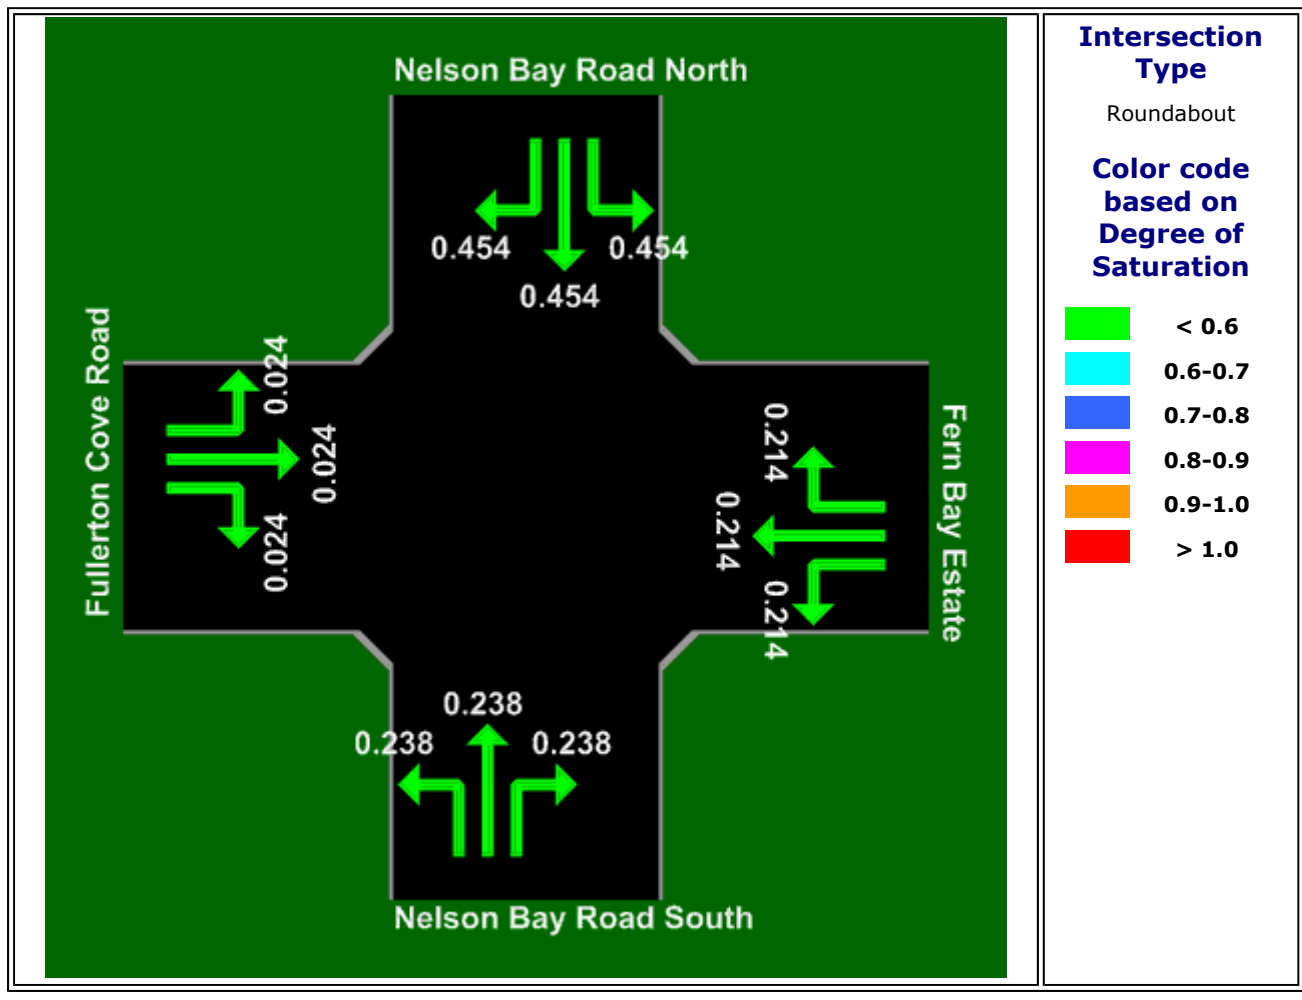 Nelson Bay Road North
0.454
0.454
0.454
Fullerton Cove Road
0.024
0.024
0.024
Fern Bay Estate
0.214
0.214
0.214
0.238
0.238
0.238
Nelson Bay Road South
Intersection
Type
Roundabout
Color code
based on
Degree of
Saturation
< 0.6
0.6-0.7
0.7-0.8
0.8-0.9
0.9-1.0
> 1.0